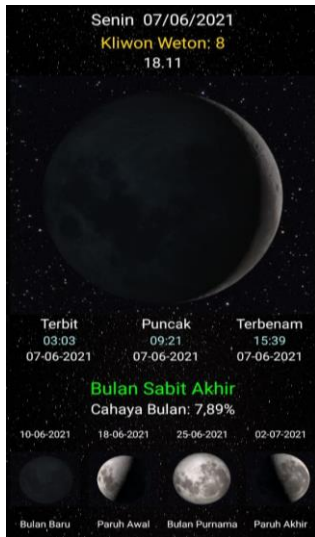 Senin 07/06/2021
Kliwon Weton: 8
18.11
Terbit Puncak Terbenam
03:03 09:21 15:39
07-06-2021 07-06-2021 07-06-2021
Bulan Sabit Akhir
Cahaya Bulan: 7,89%
10-06-2021 18-06-2021 25-06-2021 02-07-2021
Bulan Baru Paruh Awal Bulan Purnama Paruh Akhir